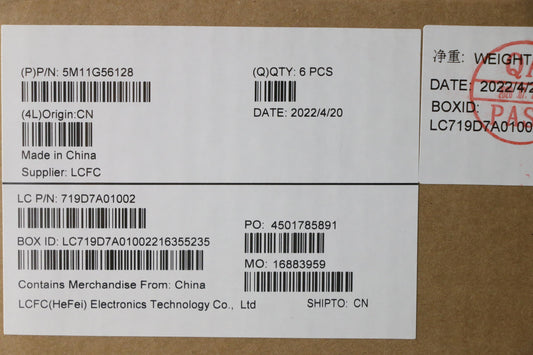 (P)P/N: 5M11G56128
(Q)QTY: 6 PCS
(4L)Origin:CN
DATE: 2022/4/20
Made in China
Supplier: LCFC
LC P/N: 719D7A01002
PO: 4501785891
BOX ID: LC719D7A01002216355235
MO: 16883959
Contains Merchandise From: China
LCFC(HeFei) Electronics Technology Co., Ltd
SHIPTO: CN
净重: WEIGHT
DATE: 2022/4/2
BOXID:
LC719D7A0100
PAS